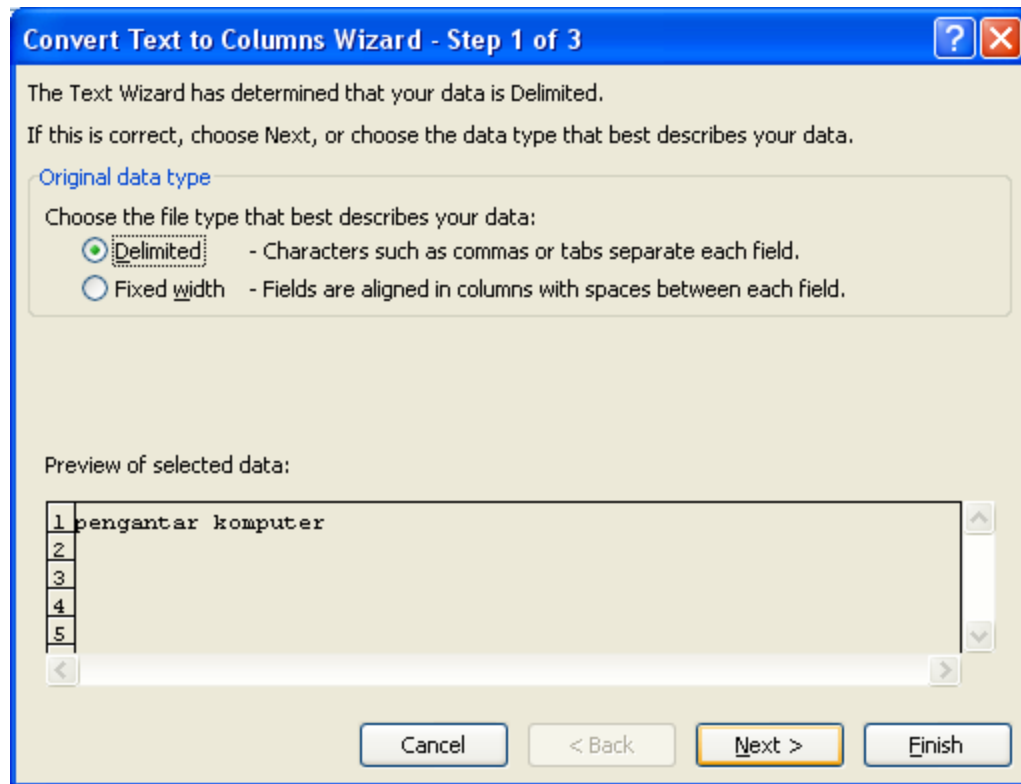 Convert Text to Columns Wizard - Step 1 of 3
The Text Wizard has determined that your data is Delimited.
If this is correct, choose Next, or choose the data type that best describes your data.
Original data type
Choose the file type that best describes your data:
Delimited - Characters such as commas or tabs separate each field.
Fixed width - Fields are aligned in columns with spaces between each field.
Preview of selected data:
1 pengantar komputer
2
3
4
5
Cancel < Back Next > Finish